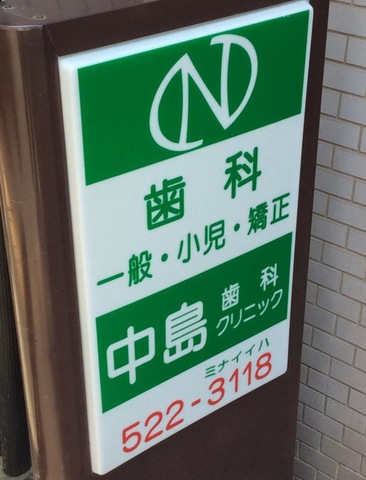 N
歯科
一般・小児・矯正
中島歯科クリニック
ミナイイハ
522-3118